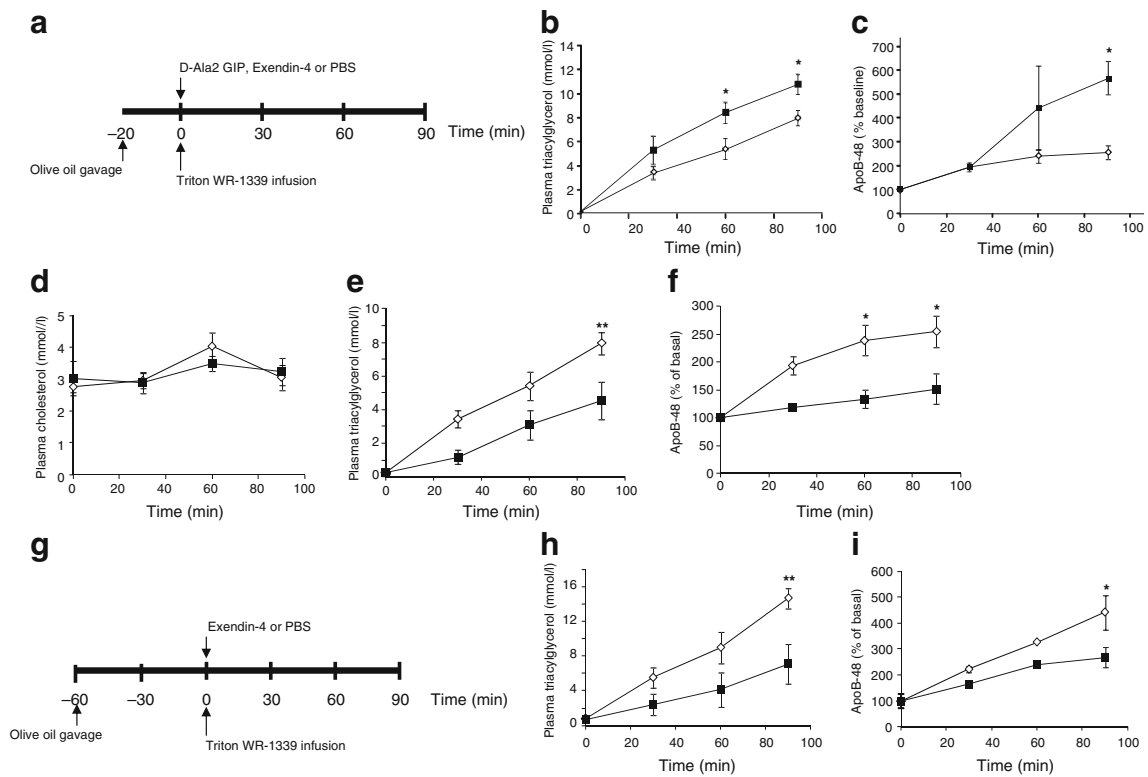 a
D-Ala2 GIP, Exendin-4 or PBS
–20 0 30 60 90 Time (min)
Olive oil gavage
Triton WR-1339 infusion
b
Plasma triacylglycerol (mmol/l)
14
12
10
8
6
4
2
0
* *
0 20 40 60 80 100
Time (min)
c
ApoB-48 (% baseline)
700
600
500
400
300
200
100
0
*
0 20 40 60 80 100
Time (min)
d
Plasma cholesterol (mmol//l)
5
4
3
2
1
0
0 20 40 60 80 100
Time (min)
e
Plasma triacylglycerol (mmol/l)
10
8
6
4
2
0
**
0 20 40 60 80 100
Time (min)
f
ApoB-48 (% of basal)
300
250
200
150
100
50
0
* *
0 20 40 60 80 100
Time (min)
g
Exendin-4 or PBS
–60 –30 0 30 60 90 Time (min)
Olive oil gavage
Triton WR-1339 infusion
h
Plasma triacylglycerol (mmol/l)
16
12
8
4
0
**
0 20 40 60 80 100
Time (min)
i
ApoB-48 (% of basal)
600
500
400
300
200
100
0
*
0 20 40 60 80 100
Time (min)